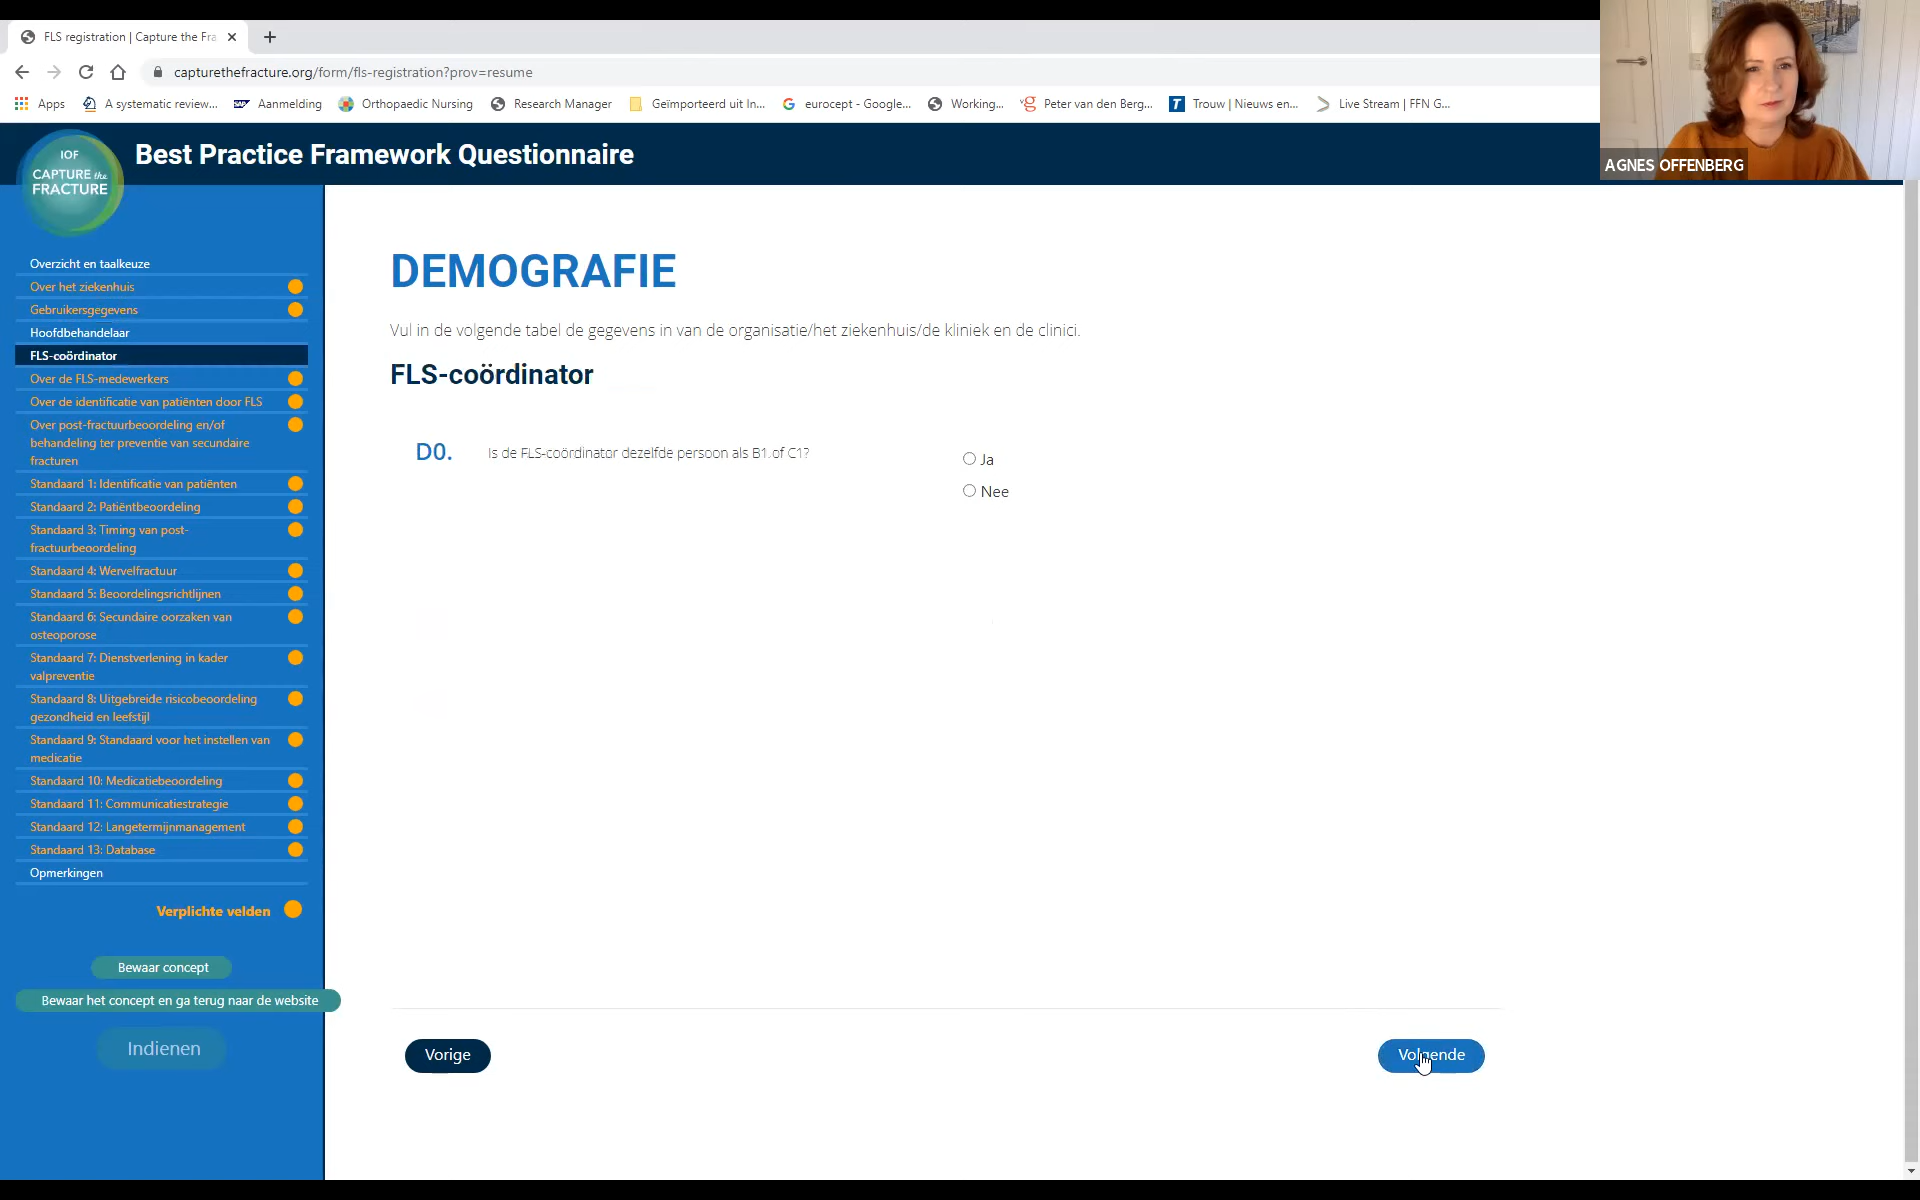 FLS registration | Capture the Fra
capturethefracture.org/form/fls-registration?prov=resume
Apps
A systematic review...
SAP
Aanmelding
Orthopaedic Nursing
Research Manager
Geïmporteerd uit In...
eurocept - Google...
Working...
Peter van den Berg...
Trouw | Nieuws en...
Live Stream | FFN G...
AGNES OFFENBERG
IOF
CAPTURE the
FRACTURE
Best Practice Framework Questionnaire
Overzicht en taalkeuze
Over het ziekenhuis
Gebruikersgegevens
Hoofdbehandelaar
FLS-coördinator
Over de FLS-medewerkers
Over de identificatie van patiënten door FLS
Over post-fractuurbeoordeling en/of
behandeling ter preventie van secundaire
fracturen
Standaard 1: Identificatie van patiënten
Standaard 2: Patiëntbeoordeling
Standaard 3: Timing van post-
fractuurbeoordeling
Standaard 4: Wervelfractuur
Standaard 5: Beoordelingsrichtlijnen
Standaard 6: Secundaire oorzaken van
osteoporose
Standaard 7: Dienstverlening in kader
valpreventie
Standaard 8: Uitgebreide risicobeoordeling
gezondheid en leefstijl
Standaard 9: Standaard voor het instellen van
medicatie
Standaard 10: Medicatiebeoordeling
Standaard 11: Communicatiestrategie
Standaard 12: Langetermijnmanagement
Standaard 13: Database
Opmerkingen
Verplichte velden
Bewaar concept
Bewaar het concept en ga terug naar de website
Indienen
DEMOGRAFIE
Vul in de volgende tabel de gegevens in van de organisatie/het ziekenhuis/de kliniek en de clinici.
FLS-coördinator
D0. Is de FLS-coördinator dezelfde persoon als B1.of C1?
Ja
Nee
Vorige
Volgende